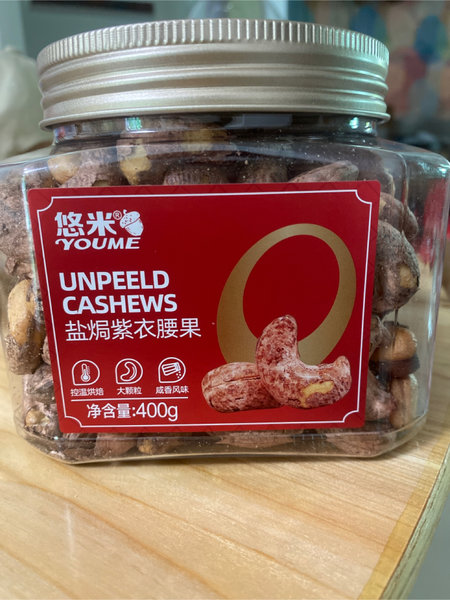 悠米®
YOUME
UNPEELD
CASHEWS
盐焗紫衣腰果
控温烘焙 大颗粒 咸香风味
净含量:400g